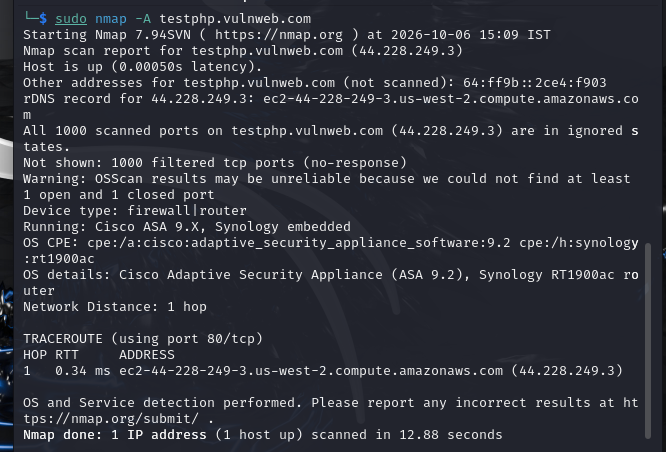 └─$ sudo nmap -A testphp.vulnweb.com
Starting Nmap 7.94SVN ( https://nmap.org ) at 2026-10-06 15:09 IST
Nmap scan report for testphp.vulnweb.com (44.228.249.3)
Host is up (0.00050s latency).
Other addresses for testphp.vulnweb.com (not scanned): 64:ff9b::2ce4:f903
rDNS record for 44.228.249.3: ec2-44-228-249-3.us-west-2.compute.amazonaws.co
m
All 1000 scanned ports on testphp.vulnweb.com (44.228.249.3) are in ignored s
tates.
Not shown: 1000 filtered tcp ports (no-response)
Warning: OSScan results may be unreliable because we could not find at least
1 open and 1 closed port
Device type: firewall|router
Running: Cisco ASA 9.X, Synology embedded
OS CPE: cpe:/a:cisco:adaptive_security_appliance_software:9.2 cpe:/h:synology
:rt1900ac
OS details: Cisco Adaptive Security Appliance (ASA 9.2), Synology RT1900ac ro
uter
Network Distance: 1 hop

TRACEROUTE (using port 80/tcp)
HOP RTT     ADDRESS
1   0.34 ms ec2-44-228-249-3.us-west-2.compute.amazonaws.com (44.228.249.3)

OS and Service detection performed. Please report any incorrect results at ht
tps://nmap.org/submit/ .
Nmap done: 1 IP address (1 host up) scanned in 12.88 seconds